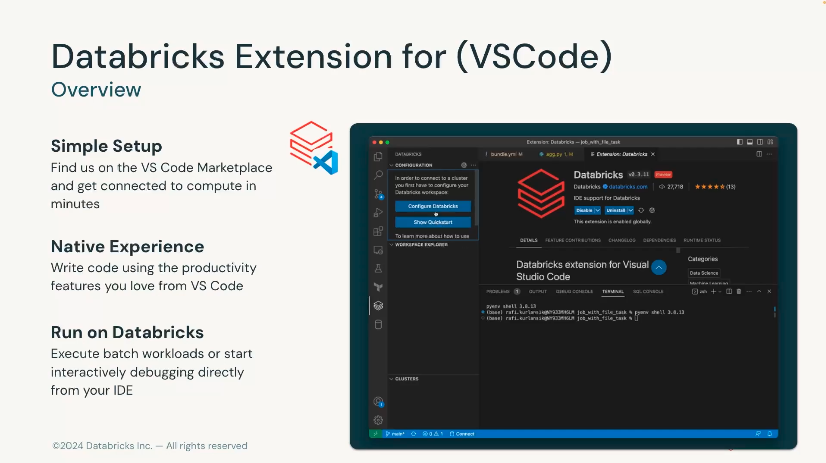 Databricks Extension for (VSCode)
Overview
Simple Setup
Find us on the VS Code Marketplace
and get connected to compute in
minutes
Native Experience
Write code using the productivity
features you love from VS Code
Run on Databricks
Execute batch workloads or start
interactively debugging directly
from your IDE
©2024 Databricks Inc. — All rights reserved
Extension: Databricks — job_with_file_task
DATABRICKS
CONFIGURATION
In order to connect to a cluster
you first have to configure your
Databricks workspace:
Configure Databricks
Show Quickstart
To learn more about how to use
WORKSPACE EXPLORER
CLUSTERS
bundle.yml M
agg.py 1, M
Extension: Databricks
Databricks v0.3.11 Preview
Databricks databricks.com 27,718 (13)
IDE support for Databricks
Disable Uninstall
This extension is enabled globally.
DETAILS FEATURE CONTRIBUTIONS CHANGELOG DEPENDENCIES RUNTIME STATUS
Databricks extension for Visual
Studio Code
Categories
Data Science
Machine Learning
PROBLEMS 1 OUTPUT DEBUG CONSOLE TERMINAL SQL CONSOLE
zsh
pyenv shell 3.8.13
(base) rafi.kurlansik@ job_with_file_task % pyenv shell 3.8.13
(base) rafi.kurlansik@ job_with_file_task %
main* 0 1 Connect